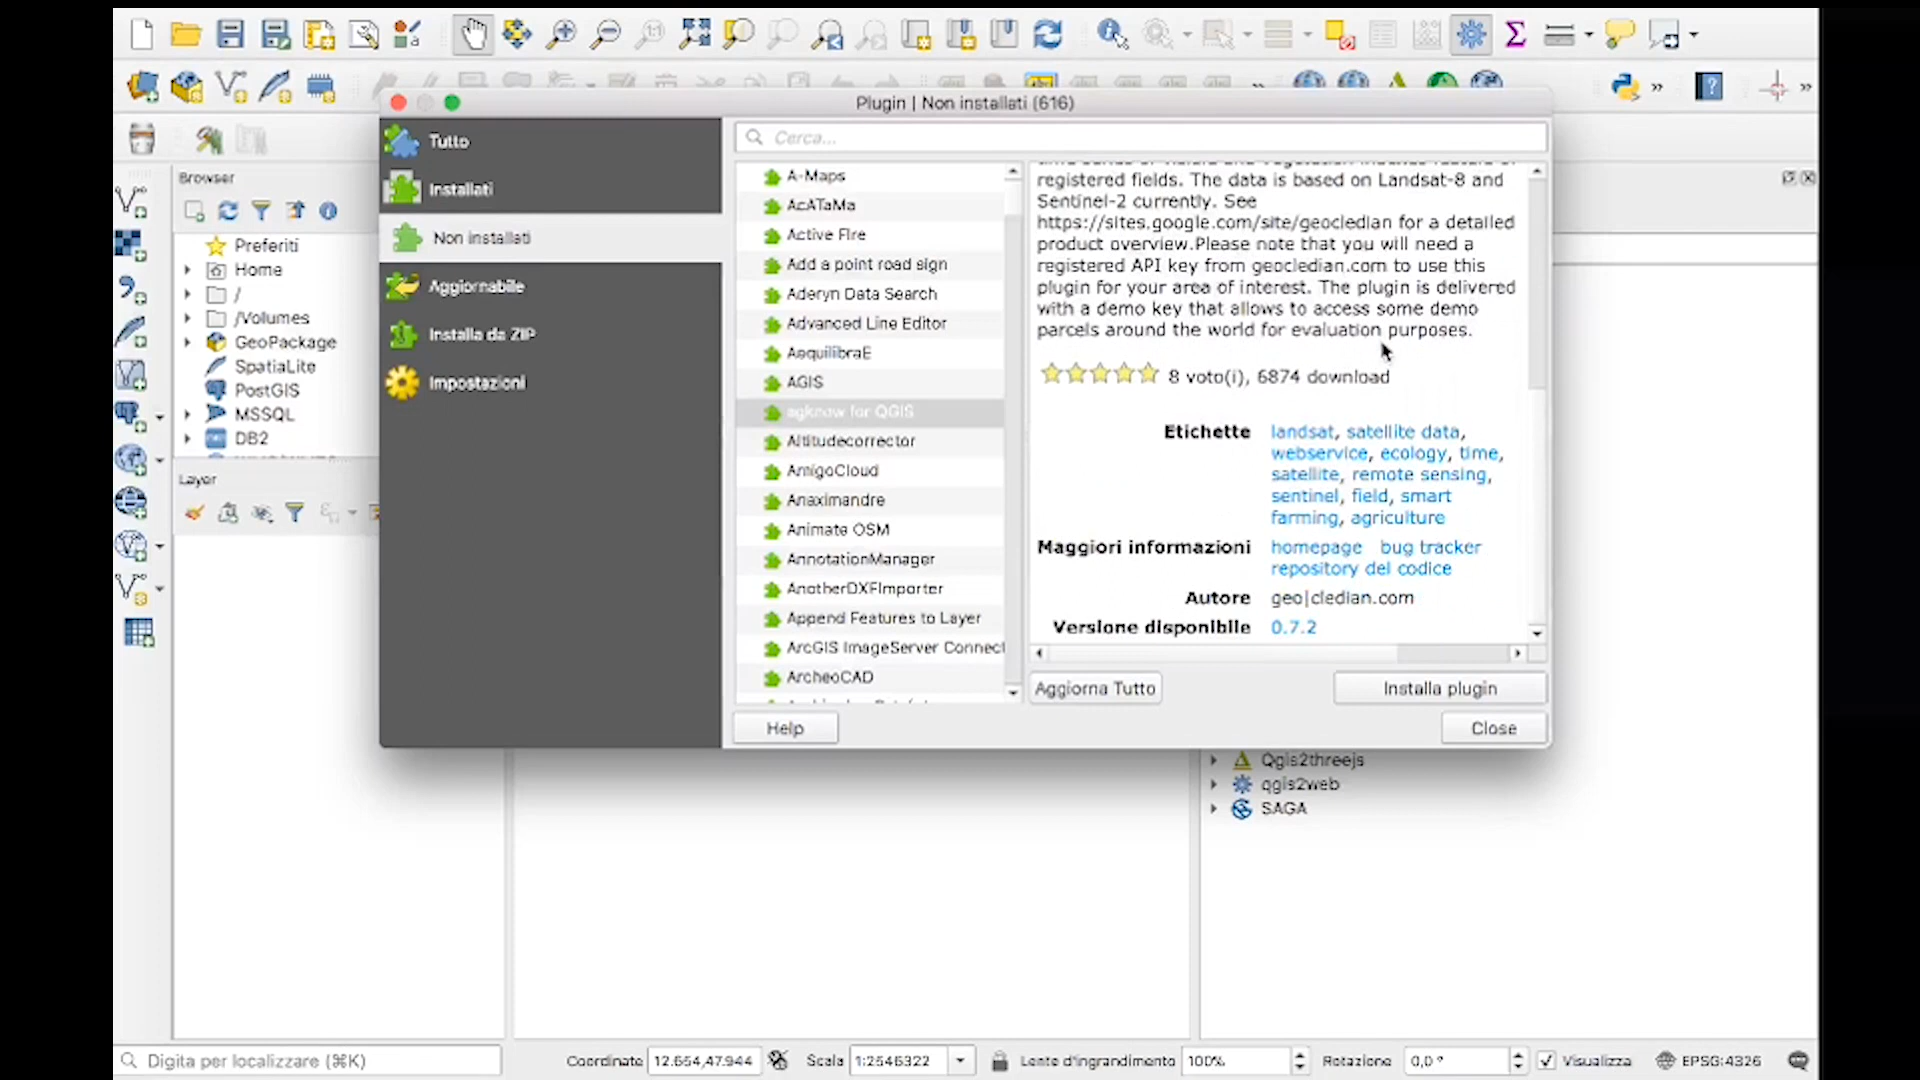 Plugin | Non installati (616)
Tutto
Installati
Non installati
Aggiornabile
Installa da ZIP
Impostazioni
Cerca...
A-Maps
AcATaMa
Active Fire
Add a point road sign
Aderyn Data Search
Advanced Line Editor
AequilibraE
AGIS
agknow for QGIS
Altitudecorrector
AmigoCloud
Anaximandre
Animate OSM
AnnotationManager
AnotherDXFImporter
Append Features to Layer
ArcGIS ImageServer Connect
ArcheoCAD
registered fields. The data is based on Landsat-8 and
Sentinel-2 currently. See
https://sites.google.com/site/geocledian for a detailed
product overview.Please note that you will need a
registered API key from geocledian.com to use this
plugin for your area of interest. The plugin is delivered
with a demo key that allows to access some demo
parcels around the world for evaluation purposes.
8 voto(i), 6874 download
Etichette landsat, satellite data,
webservice, ecology, time,
satellite, remote sensing,
sentinel, field, smart
farming, agriculture
Maggiori informazioni homepage bug tracker
repository del codice
Autore geo|cledian.com
Versione disponibile 0.7.2
Aggiorna Tutto
Installa plugin
Help
Close
Browser
Preferiti
Home
/
/Volumes
GeoPackage
SpatiaLite
PostGIS
MSSQL
DB2
Layer
Qgis2threejs
qgis2web
SAGA
Digita per localizzare (⌘K)
Coordinate 12.654,47.944
Scala 1:2546322
Lente d'ingrandimento 100%
Rotazione 0,0 °
Visualizza
EPSG:4326